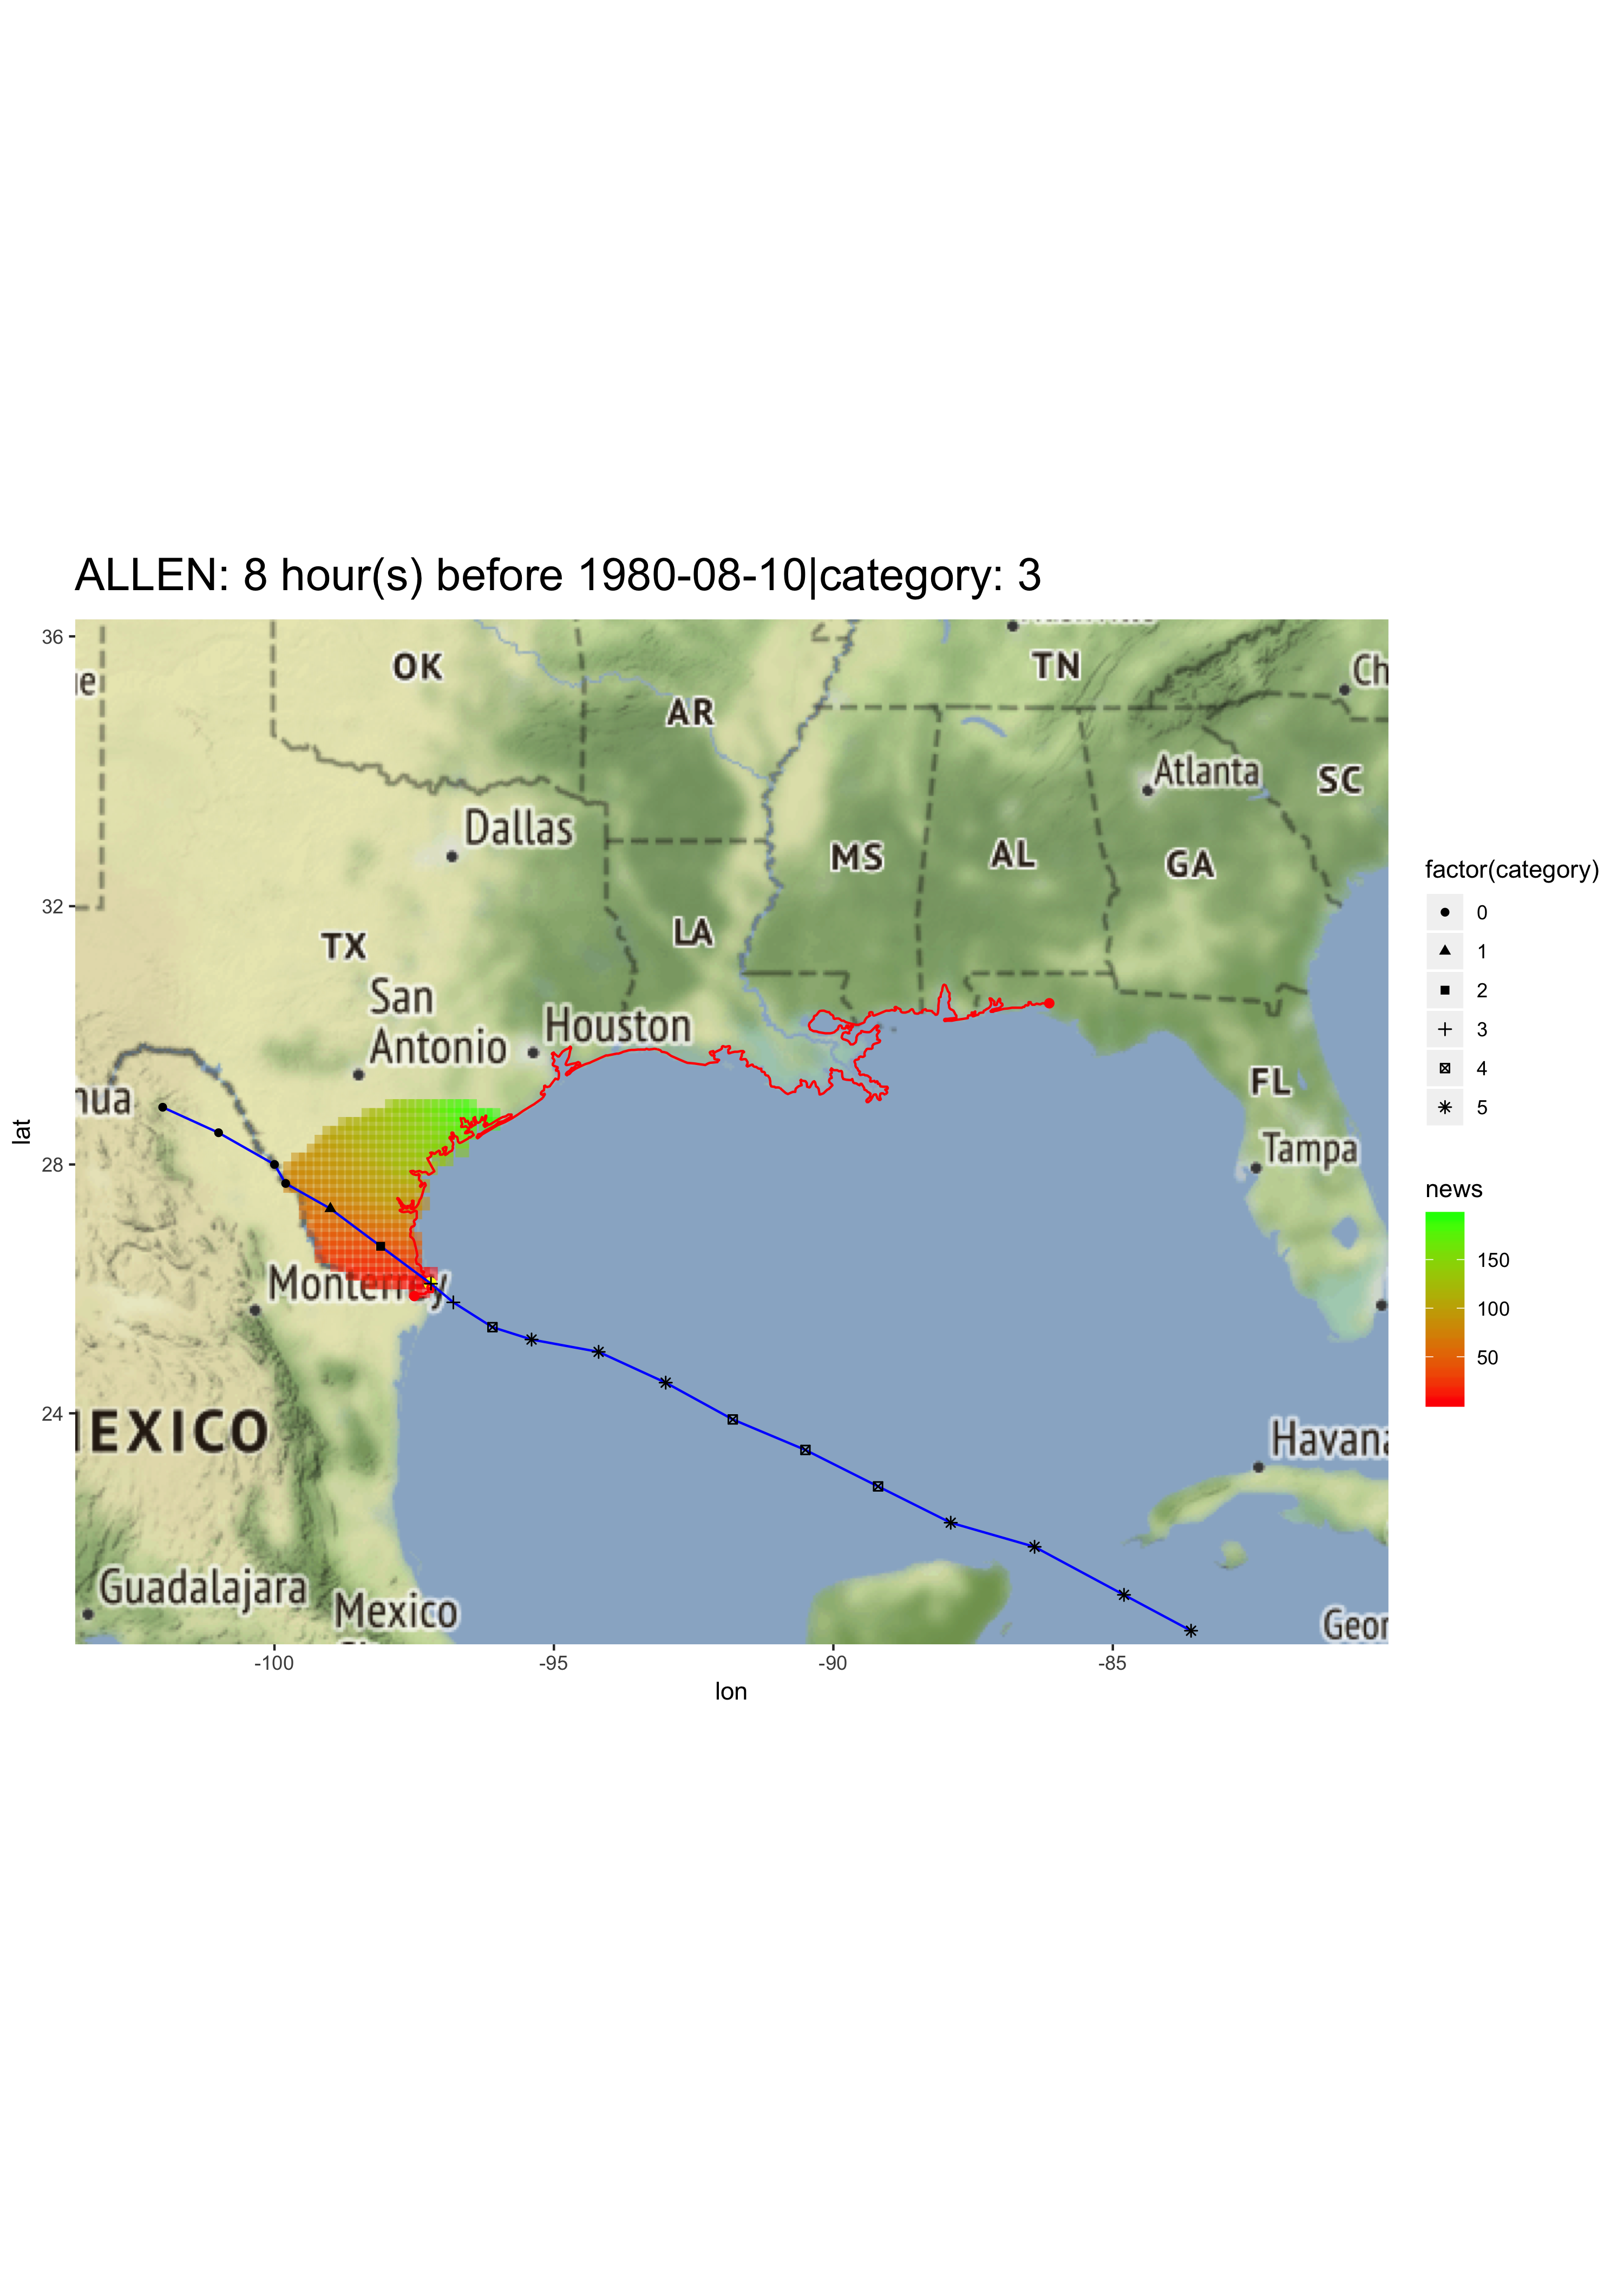 ALLEN: 8 hour(s) before 1980-08-10|category: 3
36
32
28
24
lat
OK
TN
Ch
AR
Atlanta
SC
Dallas
MS
AL
GA
LA
TX
San
Antonio
Houston
FL
Tampa
Monterrey
EXICO
Havana
Guadalajara
Mexico
Geor
-100
-95
-90
-85
lon
factor(category)
0
1
2
3
4
5
news
150
100
50